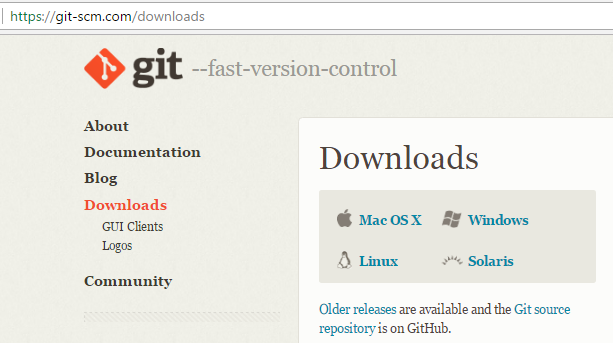 https://git-scm.com/downloads
git --fast-version-control
About
Documentation
Blog
Downloads
GUI Clients
Logos
Community
Downloads
Mac OS X
Windows
Linux
Solaris
Older releases are available and the Git source
repository is on GitHub.